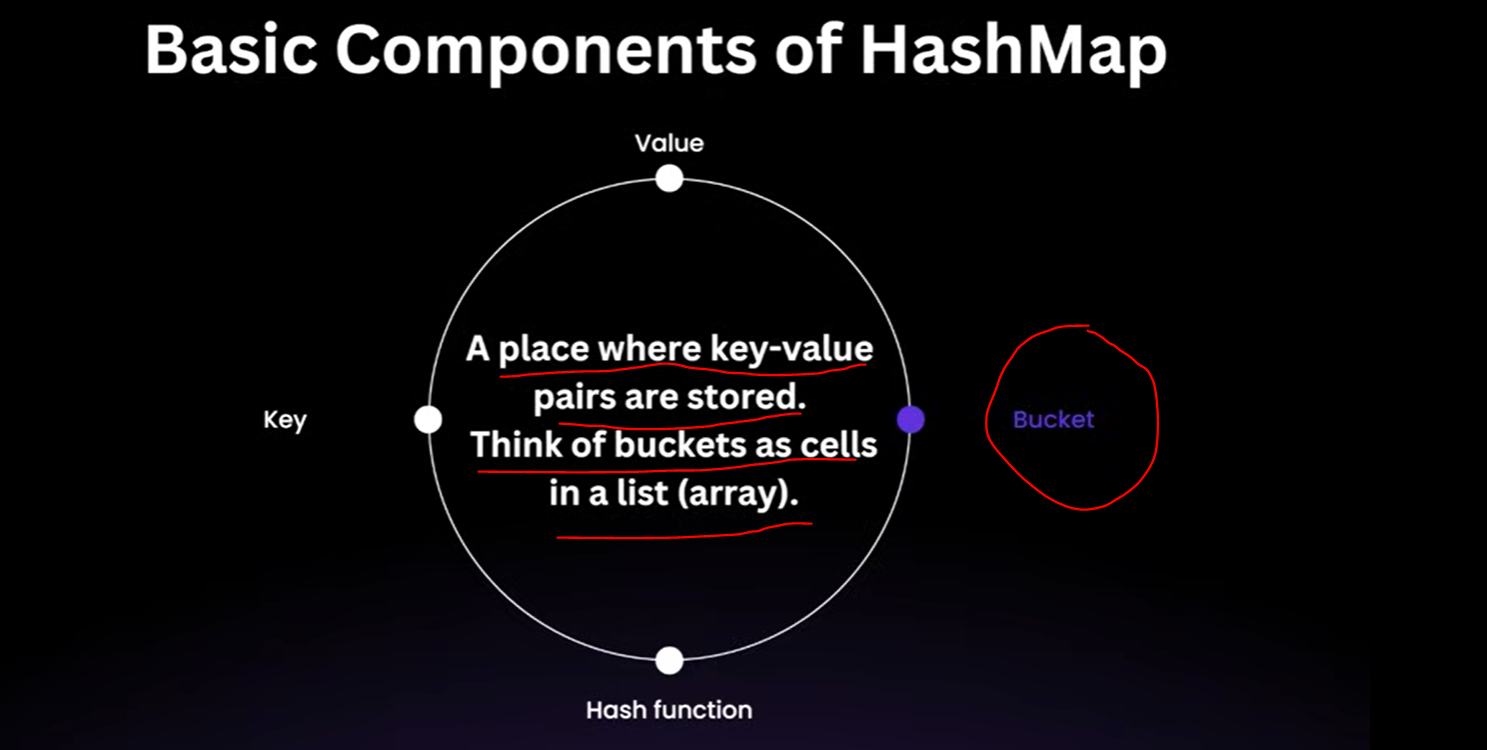 Basic Components of HashMap
Value
A place where key-value
pairs are stored.
Key
Bucket
Think of buckets as cells
in a list (array).
Hash function